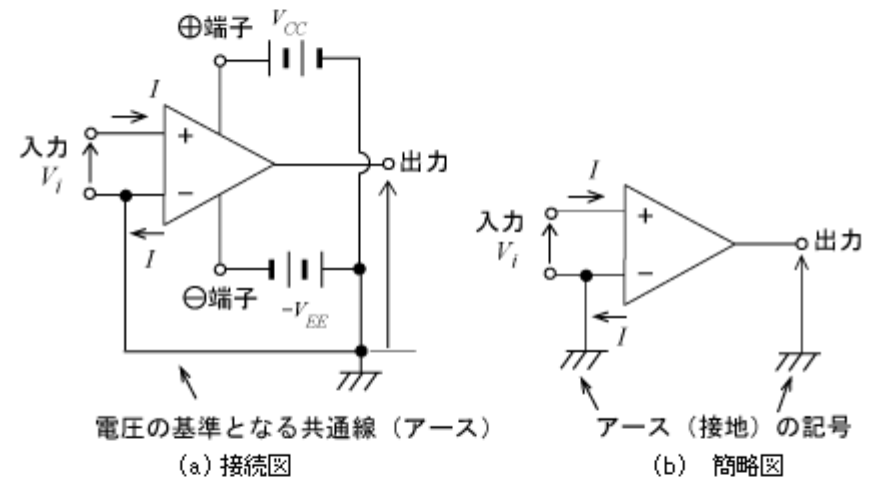 ⊕端子
V_CC
I
+
入力
V_i
出力
−
I
⊖端子
−V_EE
電圧の基準となる共通線（アース）
(a) 接続図
I
+
入力
V_i
出力
−
I
アース（接地）の記号
(b) 簡略図